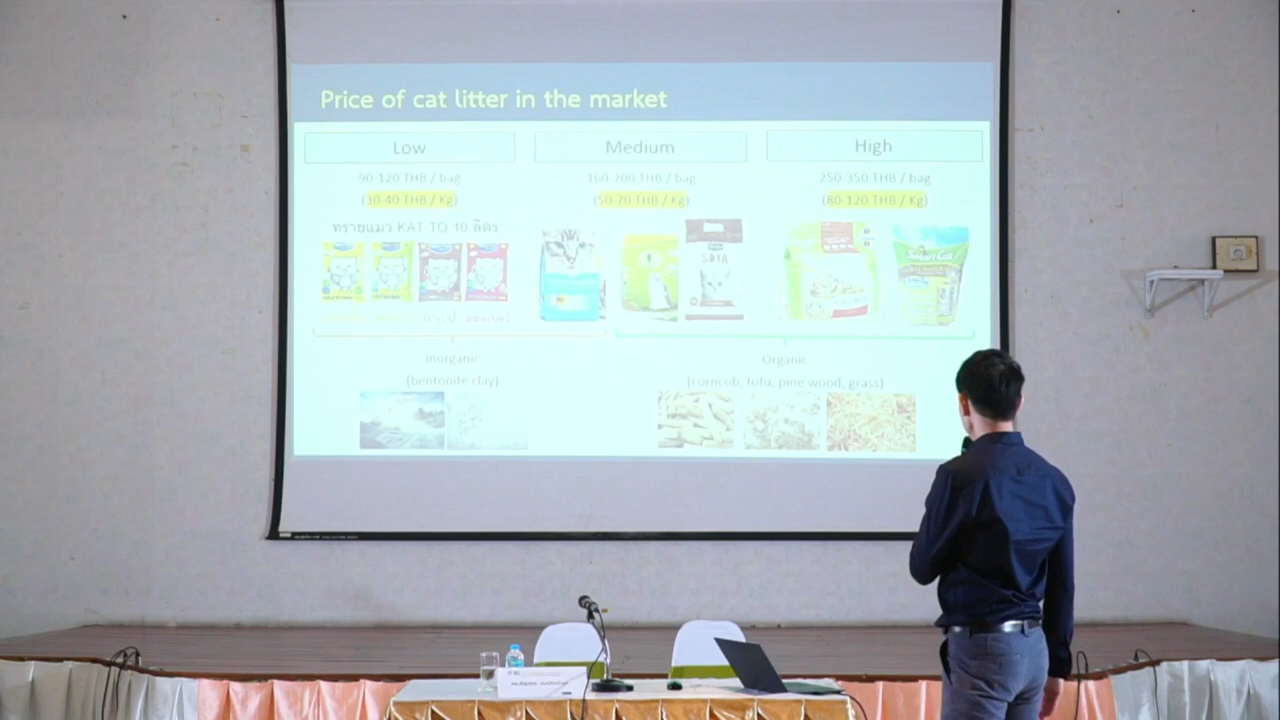 Price of cat litter in the market
Low
Medium
High
90-120 THB / bag
160-200 THB / bag
250-350 THB / bag
(30-40 THB / Kg)
(50-70 THB / Kg)
(80-120 THB / Kg)
ทรายแมว KAT-TO 10 ลิตร
SOYA
Smart Cat
Inorganic
Organic
(bentonite clay)
(corncob, tofu, pine wood, grass)